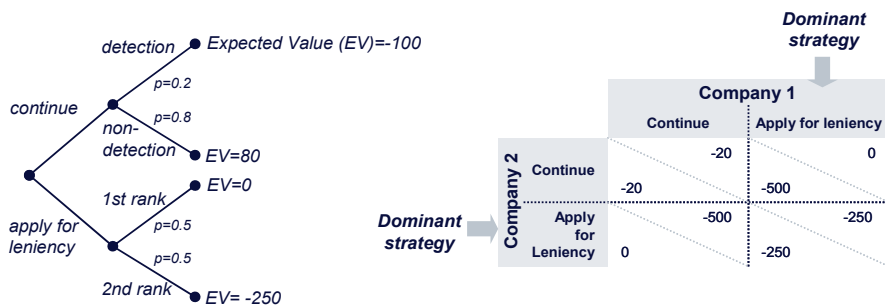 detection
Expected Value (EV)=-100
p=0.2
continue
p=0.8
non-
detection
EV=80
EV=0
1st rank
p=0.5
apply for
leniency
p=0.5
2nd rank
EV= -250
Dominant
strategy
Company 1
Continue
Apply for leniency
Company 2
Continue
-20
0
-20
-500
Dominant
strategy
Apply
for
Leniency
-500
-250
0
-250